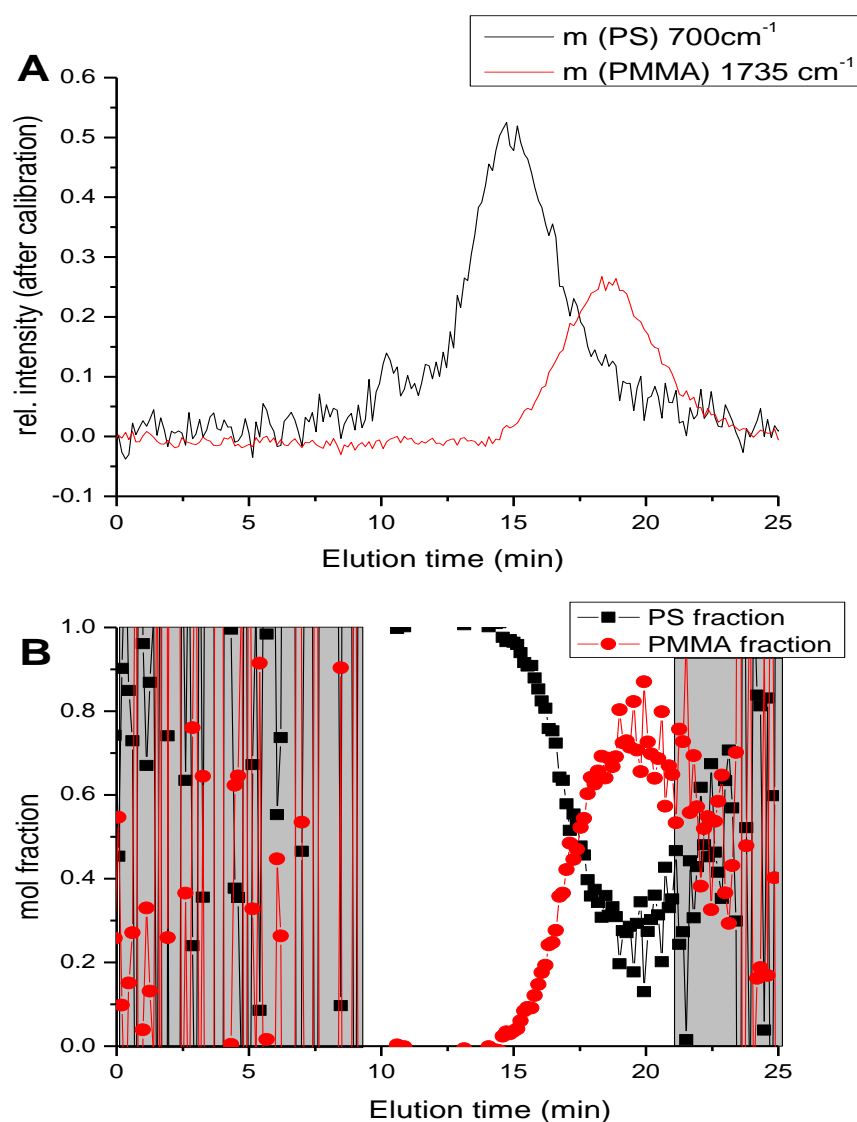 m (PS) 700cm⁻¹
m (PMMA) 1735 cm⁻¹
A
rel. intensity (after calibration)
0.6
0.5
0.4
0.3
0.2
0.1
0.0
-0.1
0 5 10 15 20 25
Elution time (min)
B
PS fraction
PMMA fraction
mol fraction
1.0
0.8
0.6
0.4
0.2
0.0
0 5 10 15 20 25
Elution time (min)